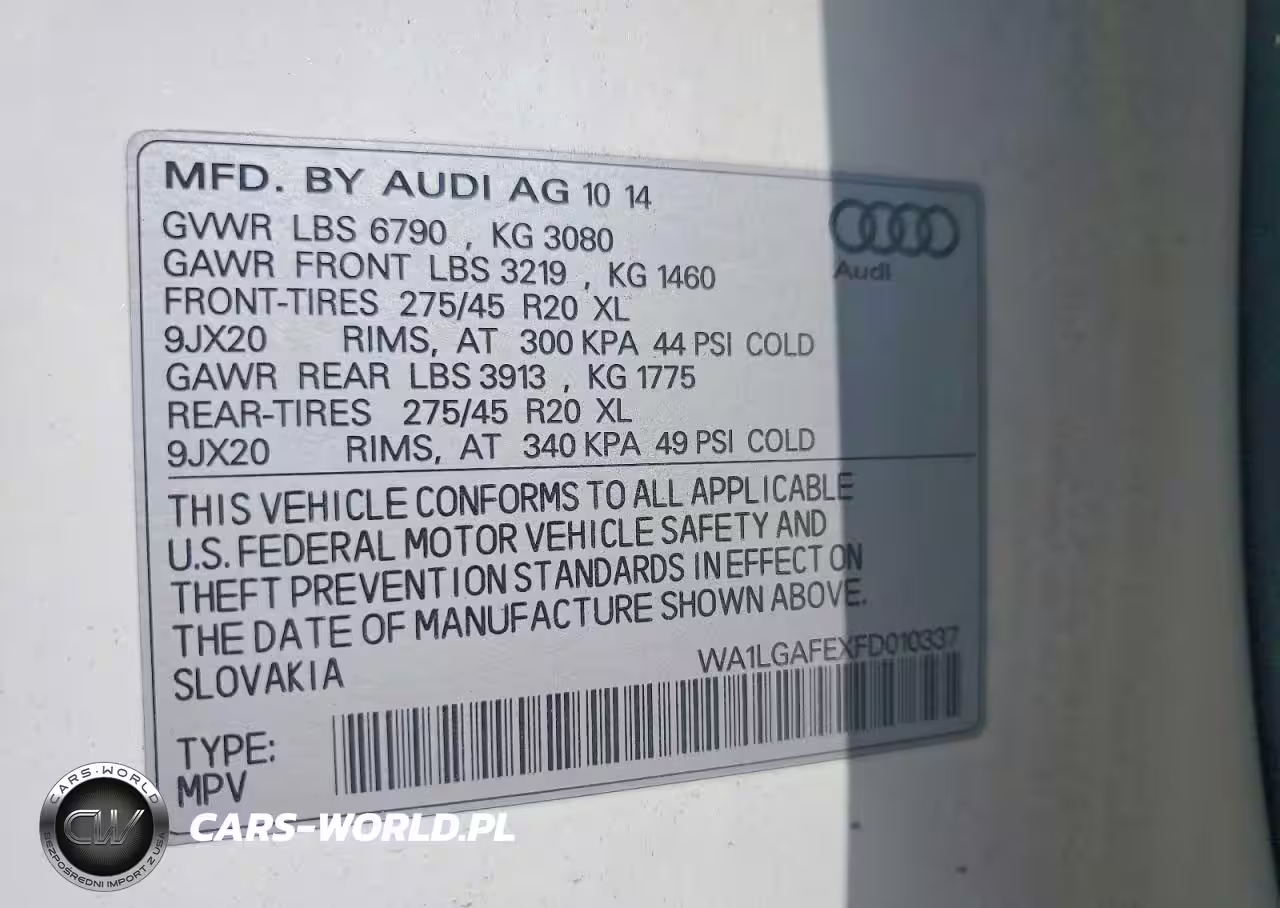 MFD. BY AUDI AG 10 14
GVWR LBS 6790 , KG 3080
GAWR FRONT LBS 3219 , KG 1460
FRONT-TIRES 275/45 R20 XL
9JX20 RIMS, AT 300 KPA 44 PSI COLD
GAWR REAR LBS 3913 , KG 1775
REAR-TIRES 275/45 R20 XL
9JX20 RIMS, AT 340 KPA 49 PSI COLD
Audi
THIS VEHICLE CONFORMS TO ALL APPLICABLE
U.S. FEDERAL MOTOR VEHICLE SAFETY AND
THEFT PREVENTION STANDARDS IN EFFECT ON
THE DATE OF MANUFACTURE SHOWN ABOVE.
SLOVAKIA
WA1LGAFEXFD010337
TYPE:
MPV
CARS-WORLD
CW
BEZPOŚREDNI IMPORT Z USA
CARS-WORLD.PL